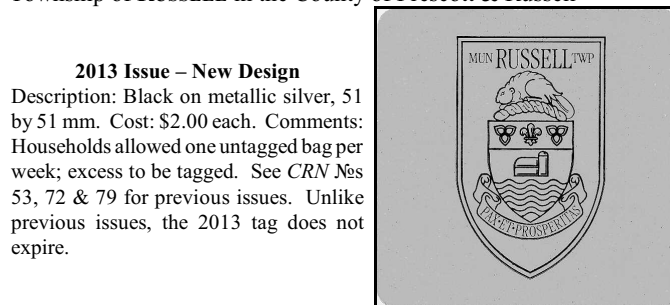 Township of RUSSELL in the County of Prescott & Russell
2013 Issue – New Design
Description: Black on metallic silver, 51
by 51 mm. Cost: $2.00 each. Comments:
Households allowed one untagged bag per
week; excess to be tagged. See CRN №s
53, 72 & 79 for previous issues. Unlike
previous issues, the 2013 tag does not
expire.
MUN RUSSELL TWP
PAX·ET·PROSPERITAS